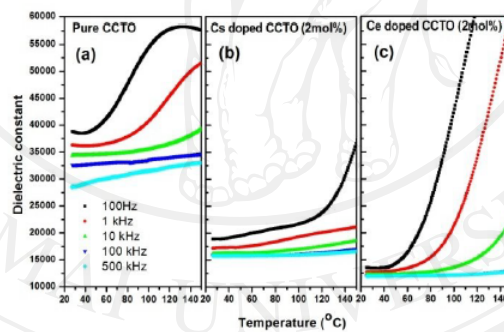 Pure CCTO
Cs doped CCTO (2mol%)
Ce doped CCTO (2mol%)
(a)
(b)
(c)
60000
55000
50000
45000
40000
35000
30000
25000
20000
15000
Dielectric constant
100Hz
1 kHz
10 kHz
100 kHz
500 kHz
20 40 60 80 100 120 140
20 40 60 80 100 120 140
20 40 60 80 100 120 140
Temperature (°C)